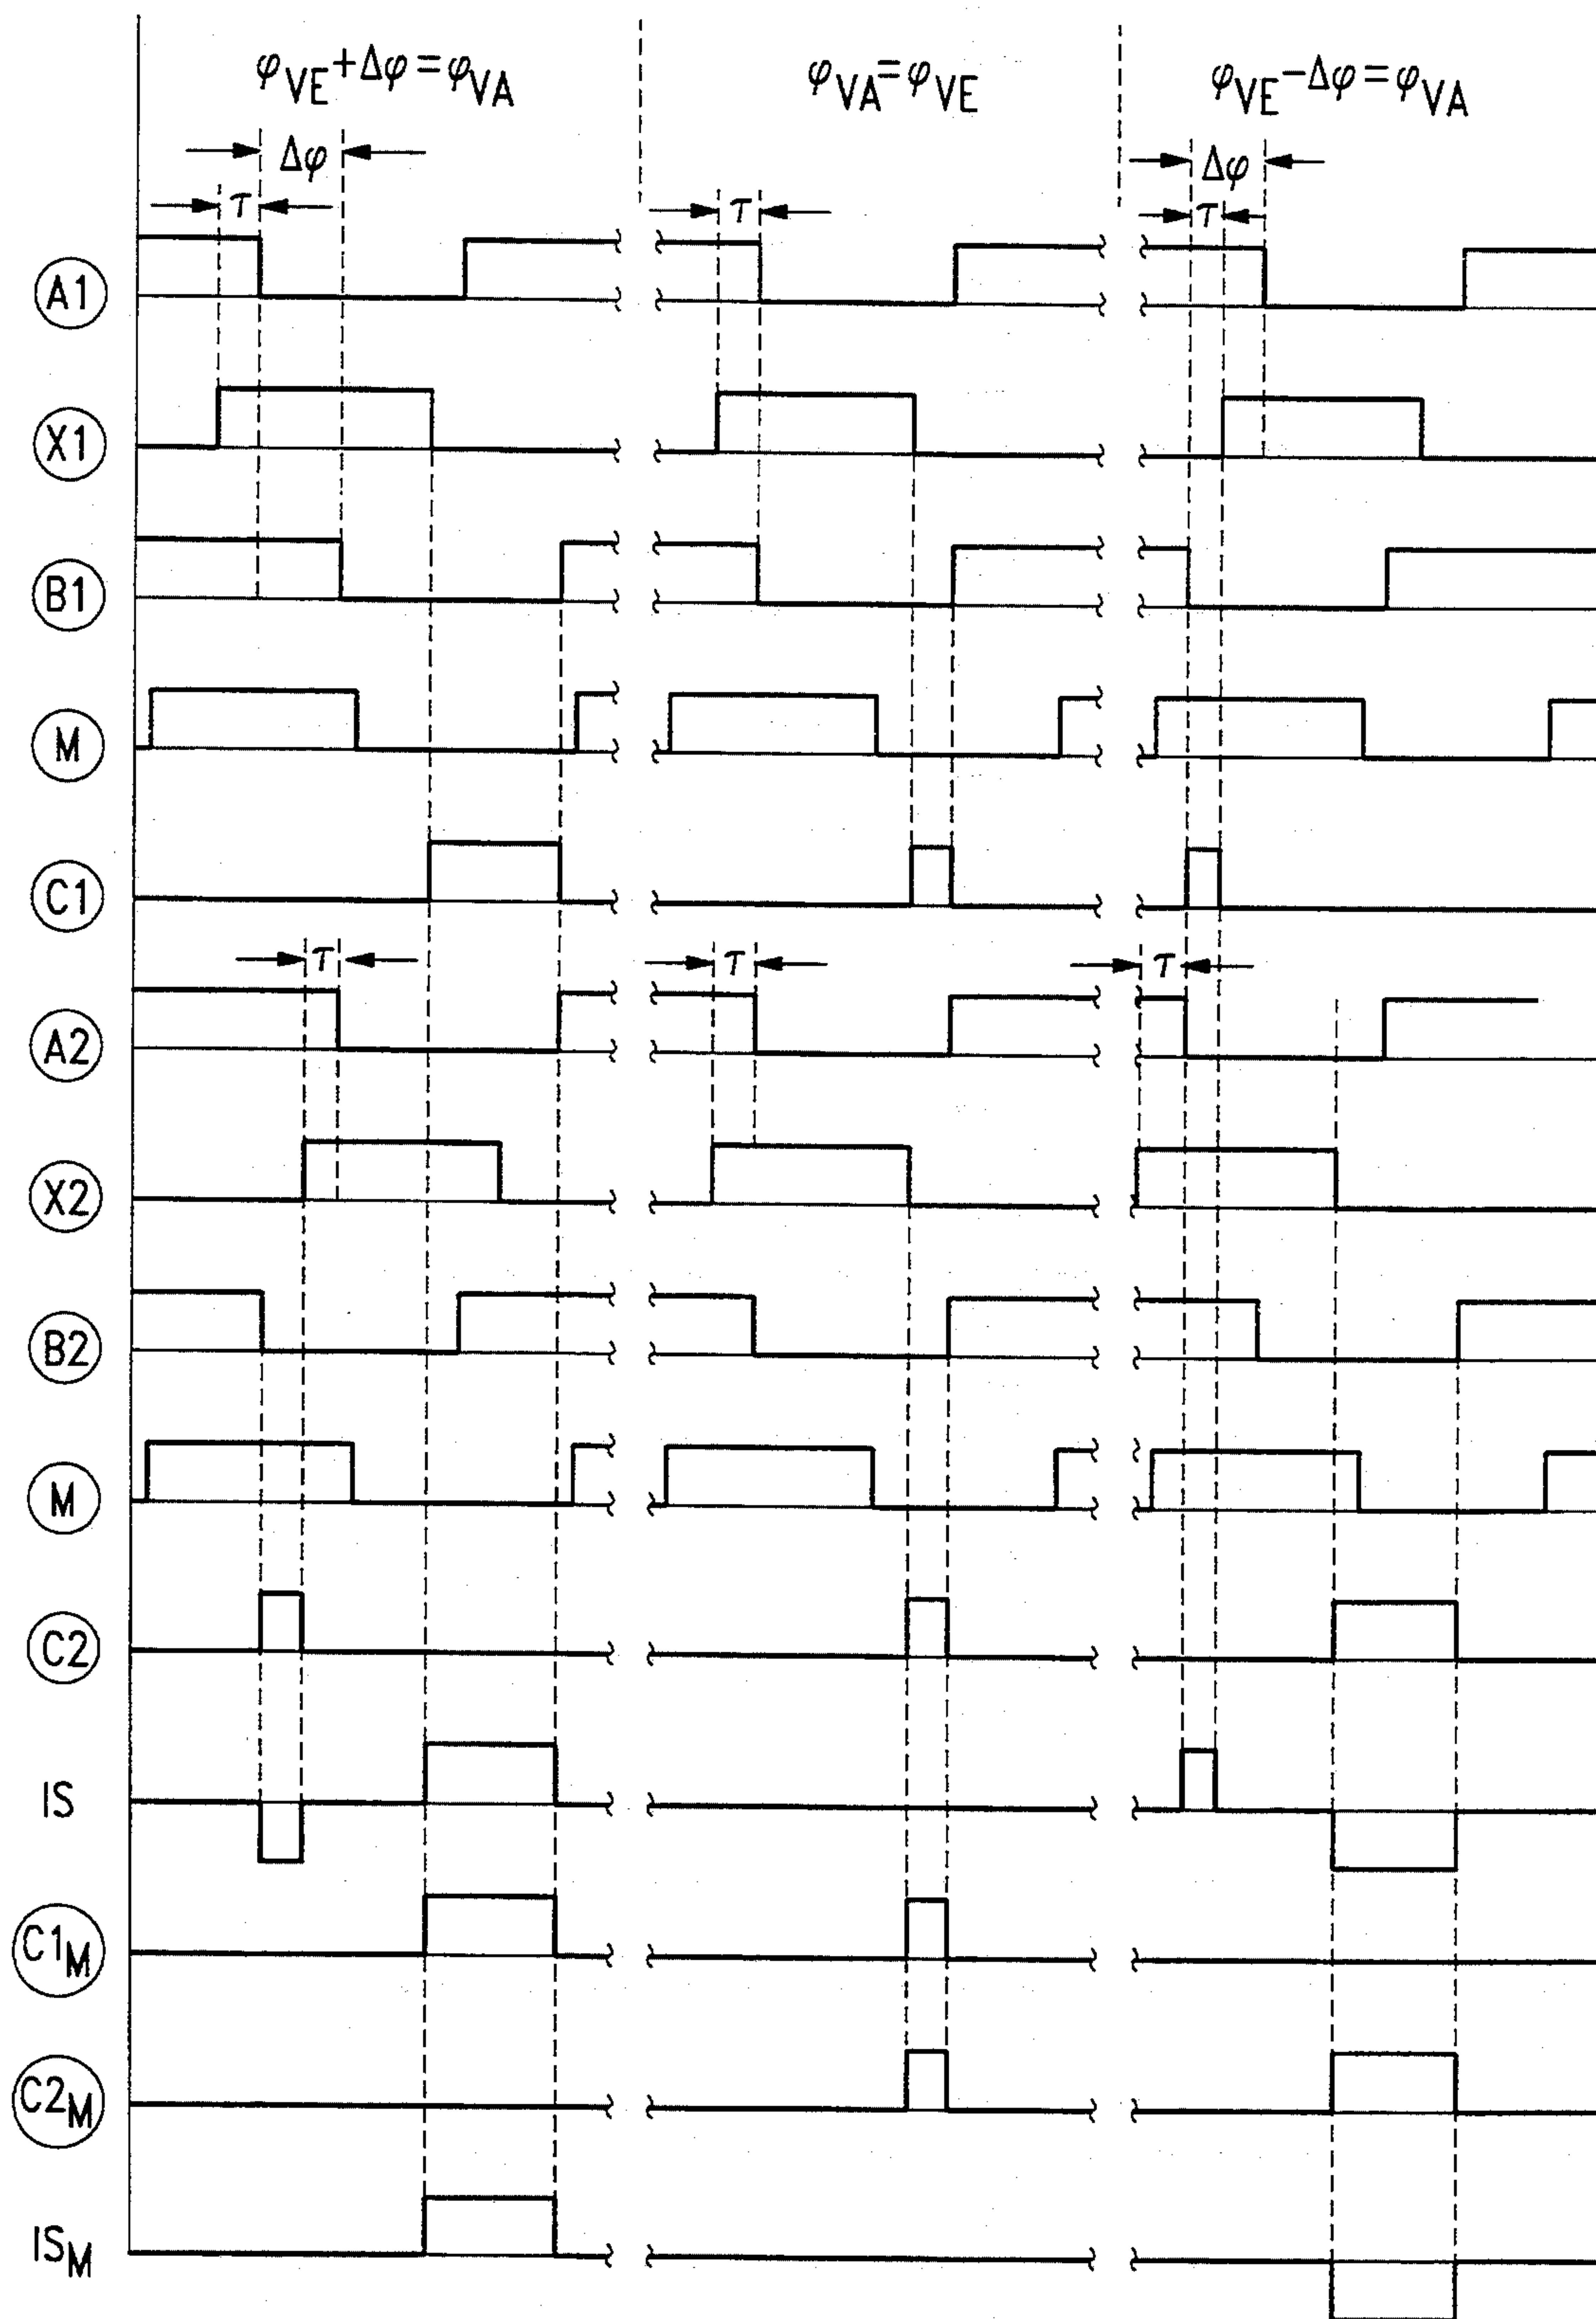 φVE+Δφ=φVA
φVA=φVE
φVE-Δφ=φVA
Δφ
Δφ
τ
τ
τ
A1
X1
B1
M
C1
τ
τ
τ
A2
X2
B2
M
C2
IS
C1M
C2M
ISM